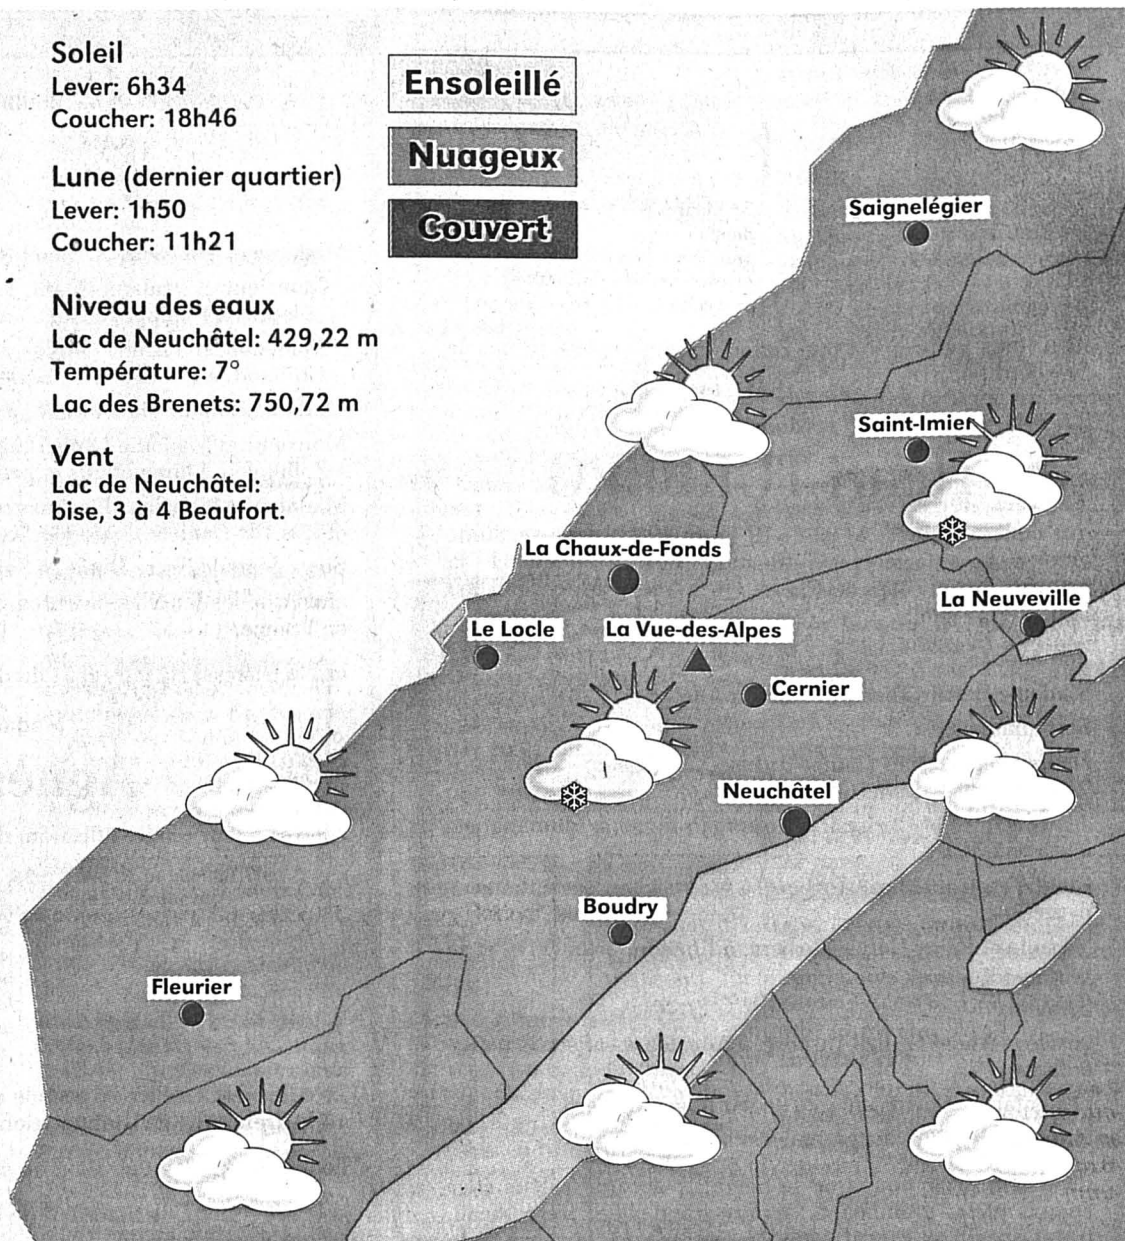 Soleil
Lever: 6h34
Coucher: 18h46
Lune (dernier quartier)
Lever: 1h50
Coucher: 11h21
Niveau des eaux
Lac de Neuchâtel: 429,22 m
Température: 7°
Lac des Brenets: 750,72 m
Vent
Lac de Neuchâtel:
bise, 3 à 4 Beaufort.
Ensoleillé
Nuageux
Couvert
Saignelégier
Saint-Imier
La Chaux-de-Fonds
La Neuveville
Le Locle
La Vue-des-Alpes
Cernier
Neuchâtel
Boudry
Fleurier